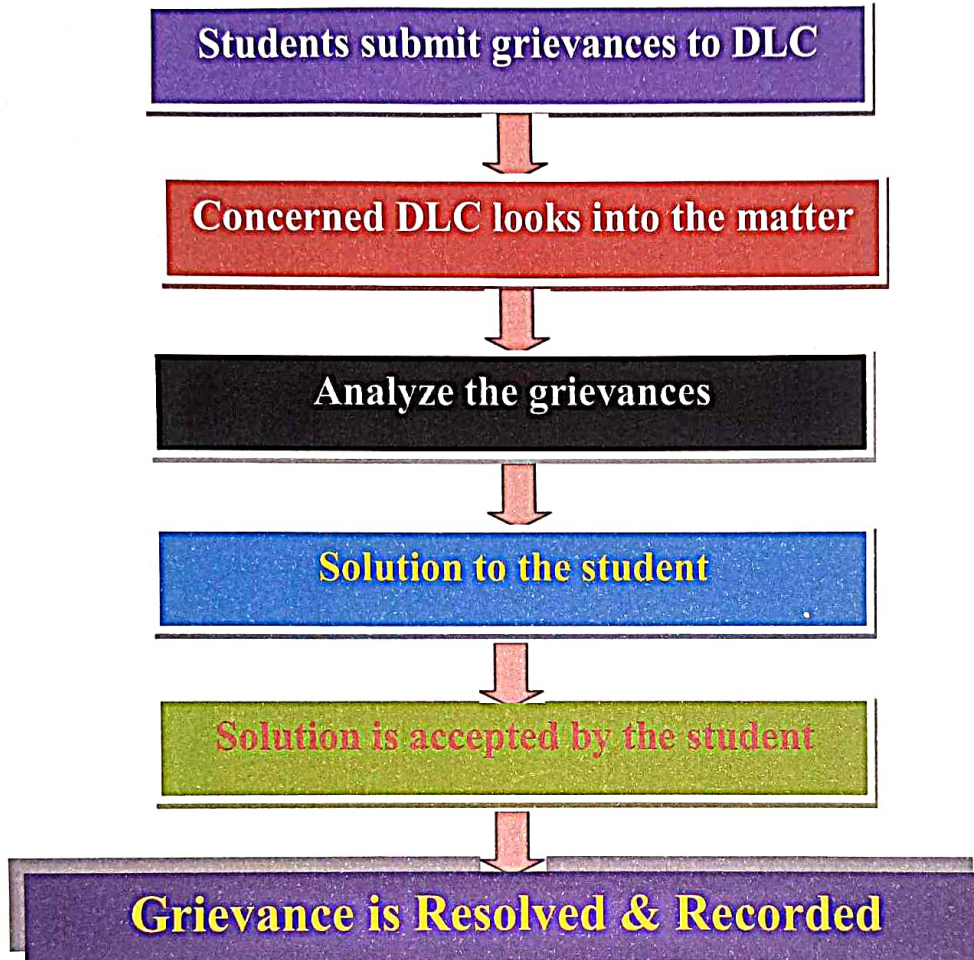 Students submit grievances to DLC
Concerned DLC looks into the matter
Analyze the grievances
Solution to the student
Solution is accepted by the student
Grievance is Resolved & Recorded